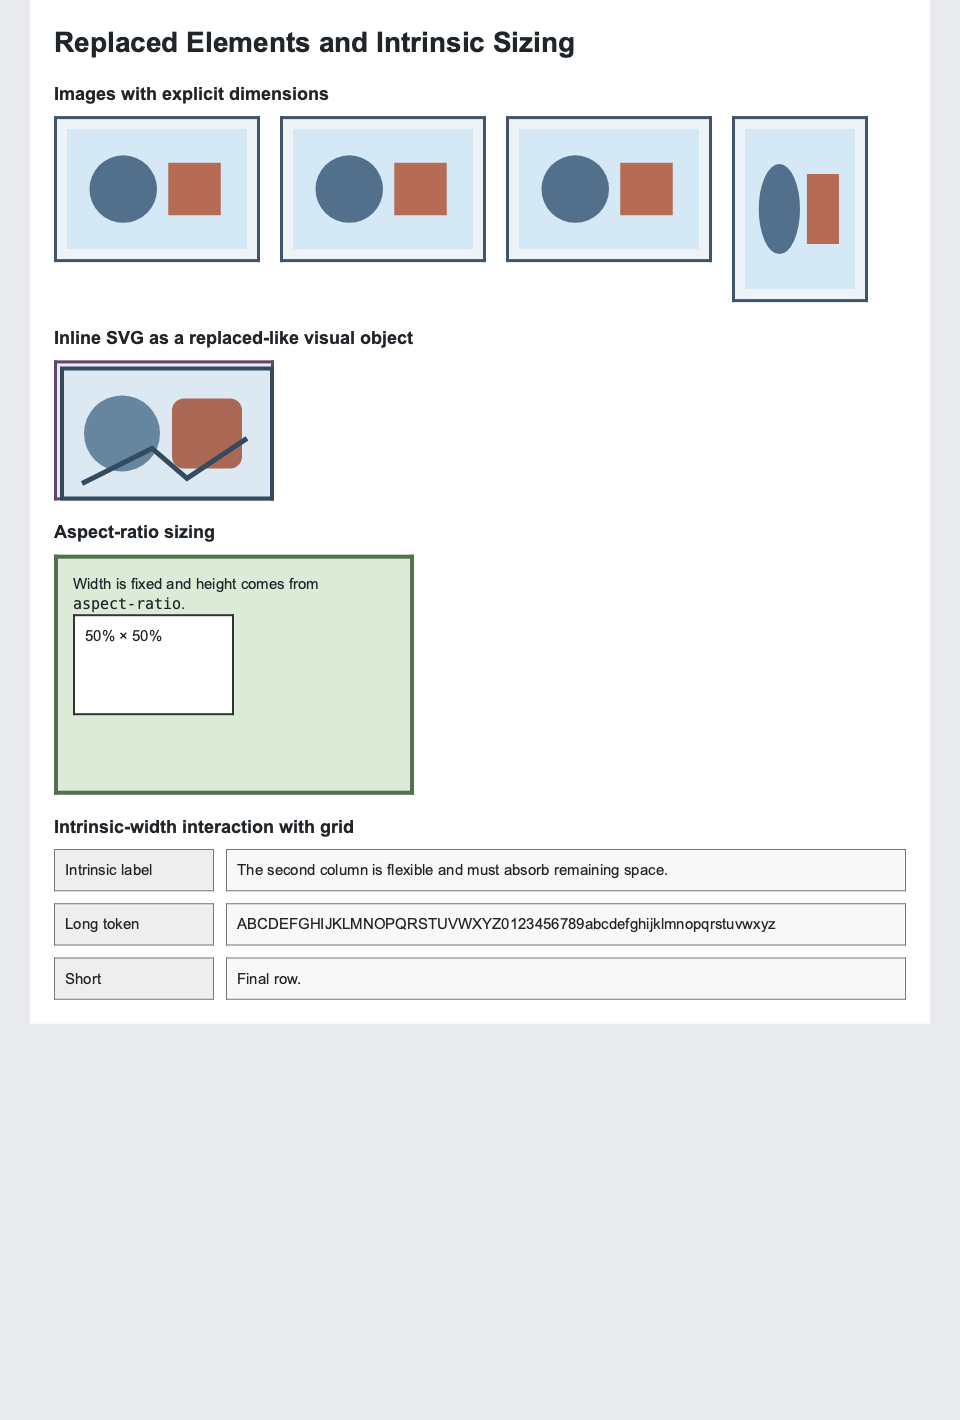 Replaced Elements and Intrinsic Sizing
Images with explicit dimensions
Inline SVG as a replaced-like visual object
Aspect-ratio sizing
Width is fixed and height comes from
aspect-ratio.
50% × 50%
Intrinsic-width interaction with grid
Intrinsic label
The second column is flexible and must absorb remaining space.
Long token
ABCDEFGHIJKLMNOPQRSTUVWXYZ0123456789abcdefghijklmnopqrstuvwxyz
Short
Final row.